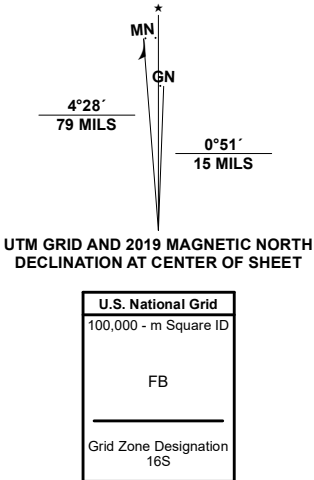 MN
GN
4°28´
79 MILS
0°51´
15 MILS
UTM GRID AND 2019 MAGNETIC NORTH
DECLINATION AT CENTER OF SHEET
U.S. National Grid
100,000 - m Square ID
FB
Grid Zone Designation
16S